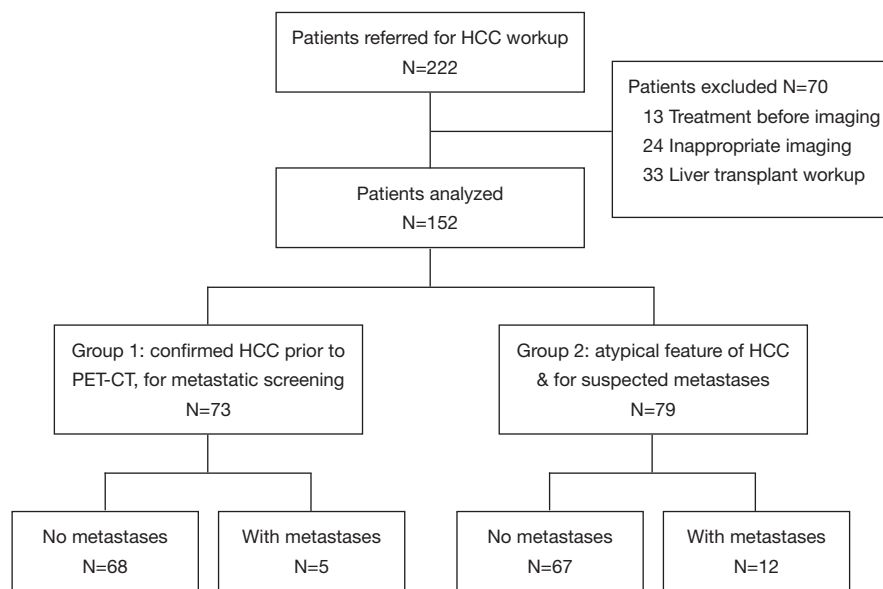 Patients referred for HCC workup
N=222
Patients excluded N=70
13 Treatment before imaging
24 Inappropriate imaging
33 Liver transplant workup
Patients analyzed
N=152
Group 1: confirmed HCC prior to
PET-CT, for metastatic screening
N=73
Group 2: atypical feature of HCC
& for suspected metastases
N=79
No metastases
N=68
With metastases
N=5
No metastases
N=67
With metastases
N=12